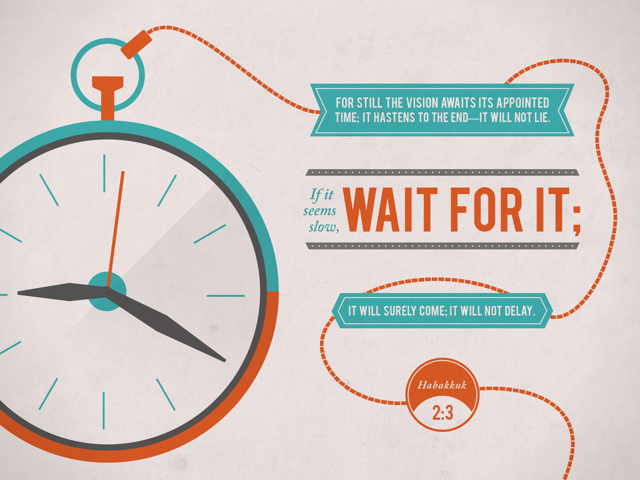 FOR STILL THE VISION AWAITS ITS APPOINTED
TIME; IT HASTENS TO THE END—IT WILL NOT LIE.
If it
seems
slow,
WAIT FOR IT;
IT WILL SURELY COME; IT WILL NOT DELAY.
Habakkuk
2:3